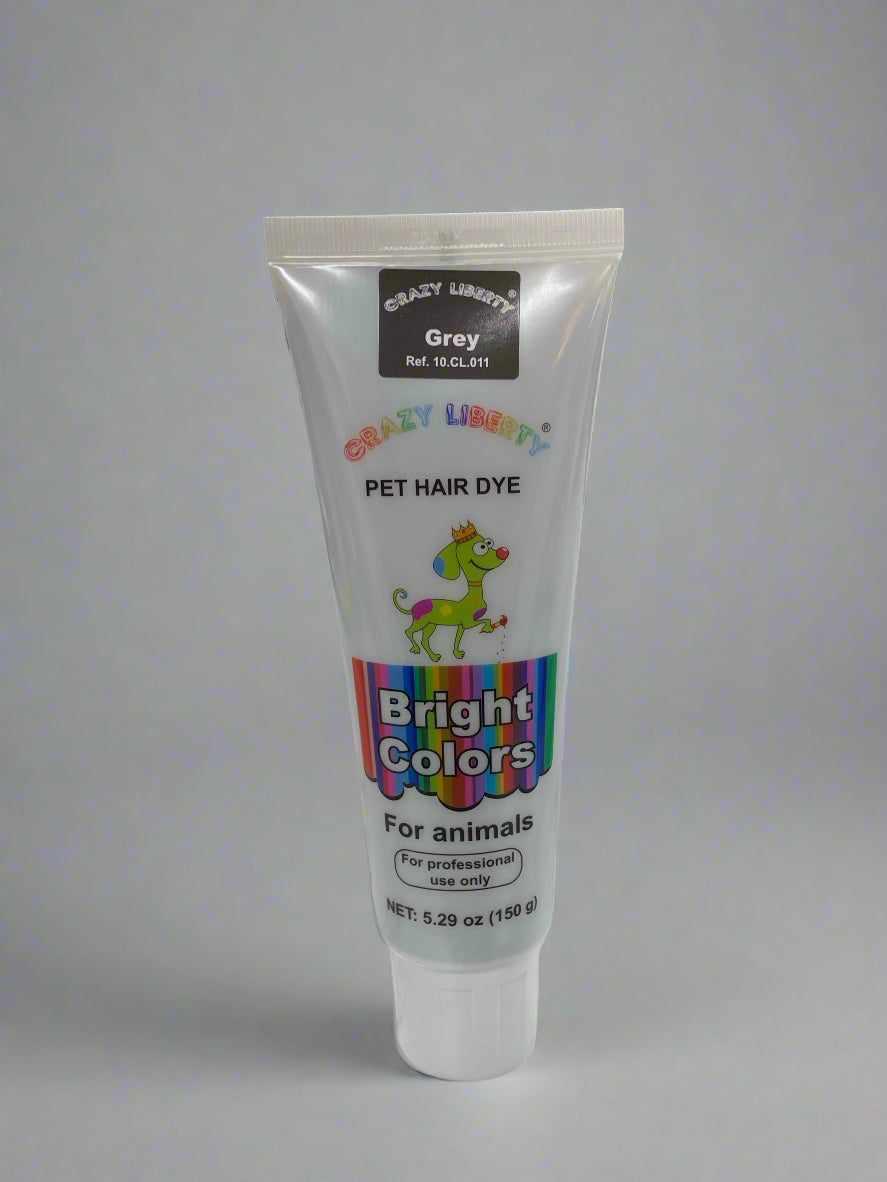 CRAZY LIBERTY®
Grey
Ref. 10.CL.011
CRAZY LIBERTY®
PET HAIR DYE
Bright
Colors
For animals
For professional
use only
NET: 5.29 oz (150 g)